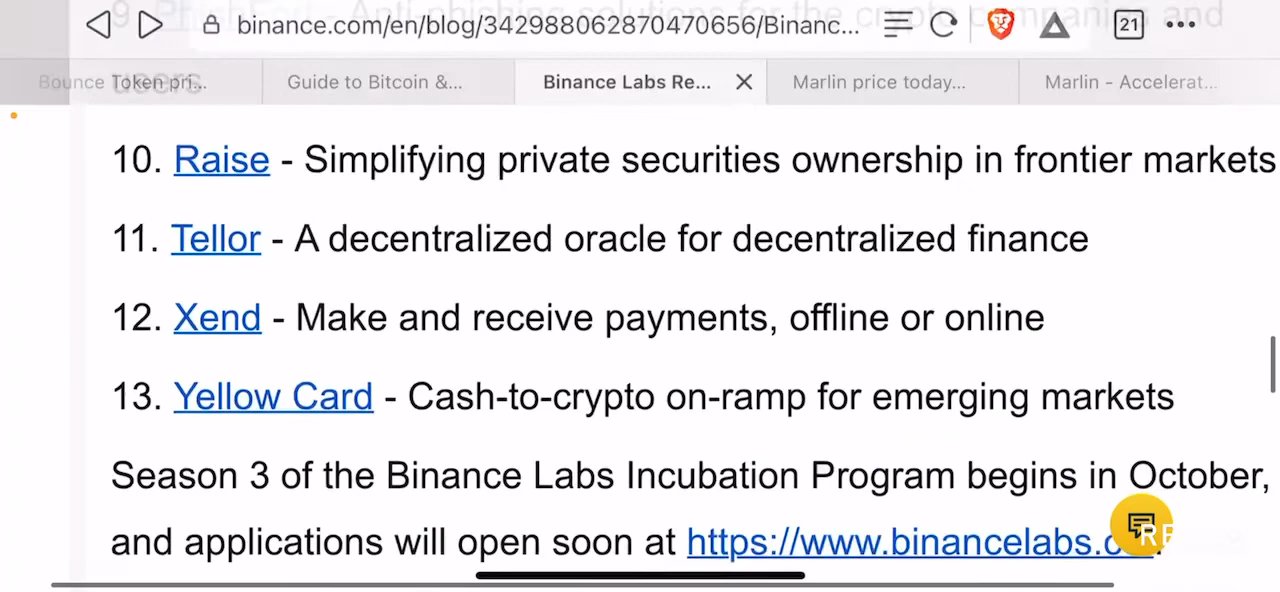 binance.com/en/blog/342988062870470656/Binanc...
21
Bounce Token pri...
Guide to Bitcoin &...
Binance Labs Re...
Marlin price today...
Marlin - Accelerat...
users.
10. Raise - Simplifying private securities ownership in frontier markets
11. Tellor - A decentralized oracle for decentralized finance
12. Xend - Make and receive payments, offline or online
13. Yellow Card - Cash-to-crypto on-ramp for emerging markets
Season 3 of the Binance Labs Incubation Program begins in October,
and applications will open soon at https://www.binancelabs.c
RE